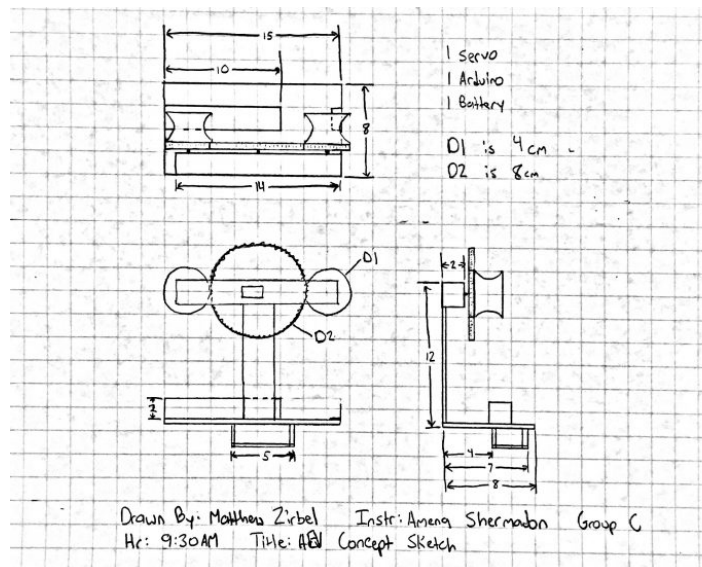 15
10
8
14
1 Servo
1 Arduino
1 Battery
D1 is 4cm
D2 is 8cm
D1
D2
2
5
2
12
4
7
8
Drawn By: Matthew Zirbel Instr: Amena Shermadon Group C
Hr: 9:30AM Title: AEV Concept Sketch